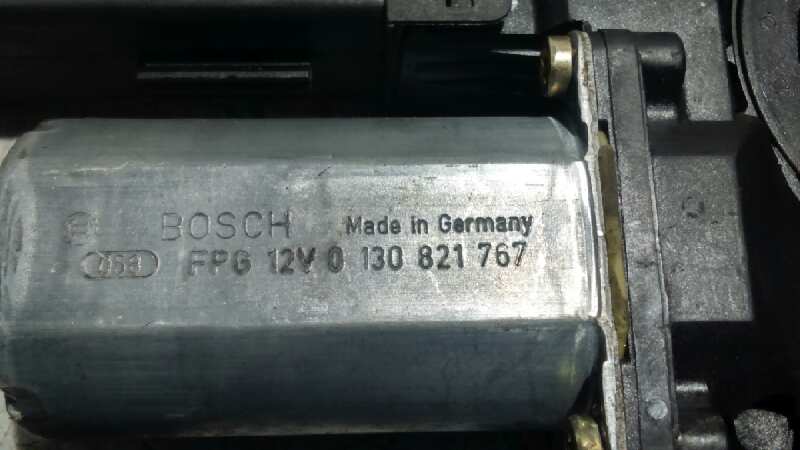 BOSCH Made in Germany
FPG 12V 0 130 821 767